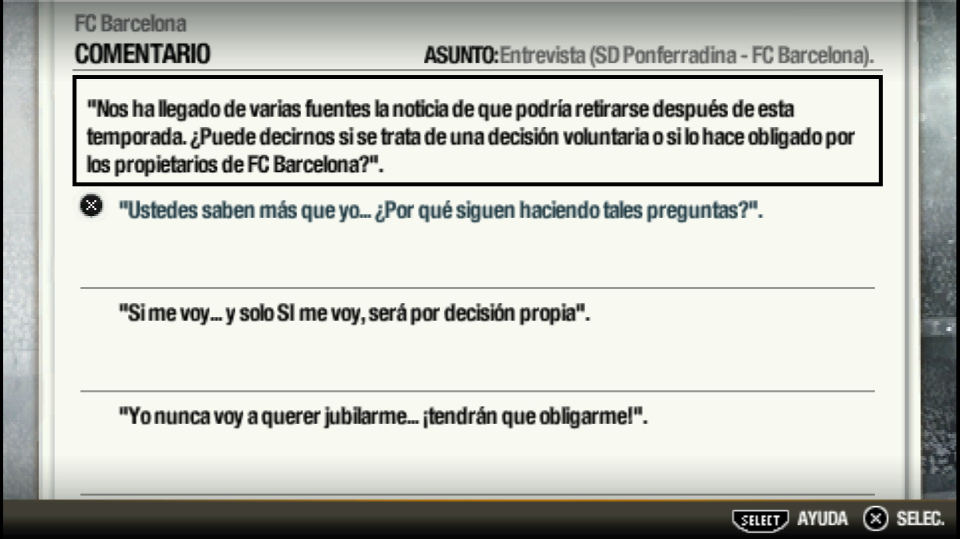 FC Barcelona
COMENTARIO
ASUNTO:Entrevista (SD Ponferradina - FC Barcelona).
"Nos ha llegado de varias fuentes la noticia de que podría retirarse después de esta
temporada. ¿Puede decirnos si se trata de una decisión voluntaria o si lo hace obligado por
los propietarios de FC Barcelona?".
"Ustedes saben más que yo... ¿Por qué siguen haciendo tales preguntas?".
"Si me voy... y solo SI me voy, será por decisión propia".
"Yo nunca voy a querer jubilarme... ¡tendrán que obligarme!".
SELECT AYUDA SELEC.